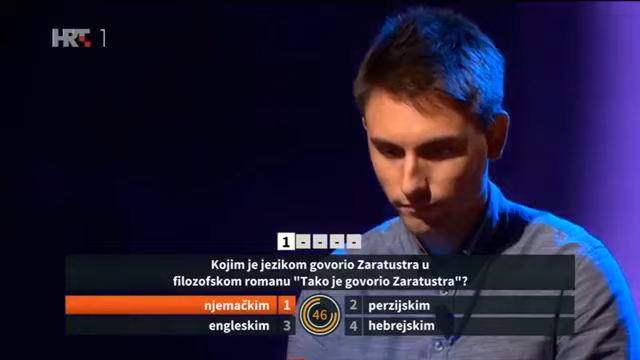 HRT 1
1 - - - -
Kojim je jezikom govorio Zaratustra u
filozofskom romanu "Tako je govorio Zaratustra"?
njemačkim 1
46
2 perzijskim
engleskim 3
4 hebrejskim